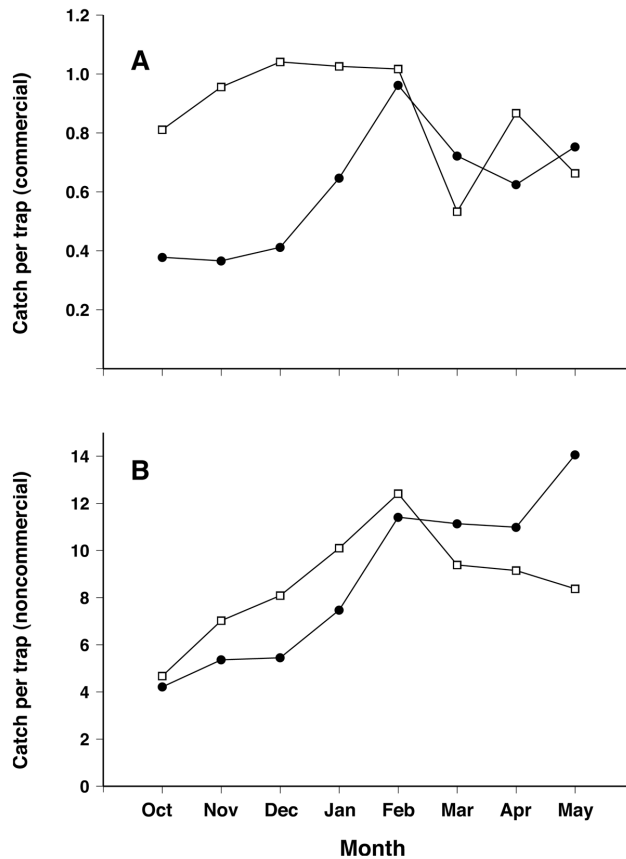 1.2
A
1.0
0.8
0.6
0.4
0.2
Catch per trap (commercial)
B
14
12
10
8
6
4
2
0
Catch per trap (noncommercial)
Oct Nov Dec Jan Feb Mar Apr May
Month